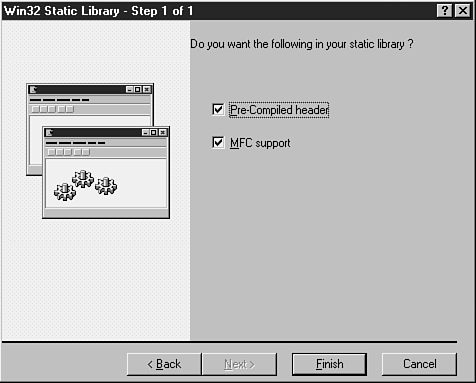 Win32 Static Library - Step 1 of 1
Do you want the following in your static library ?
Pre-Compiled header
MFC support
< Back Next > Finish Cancel